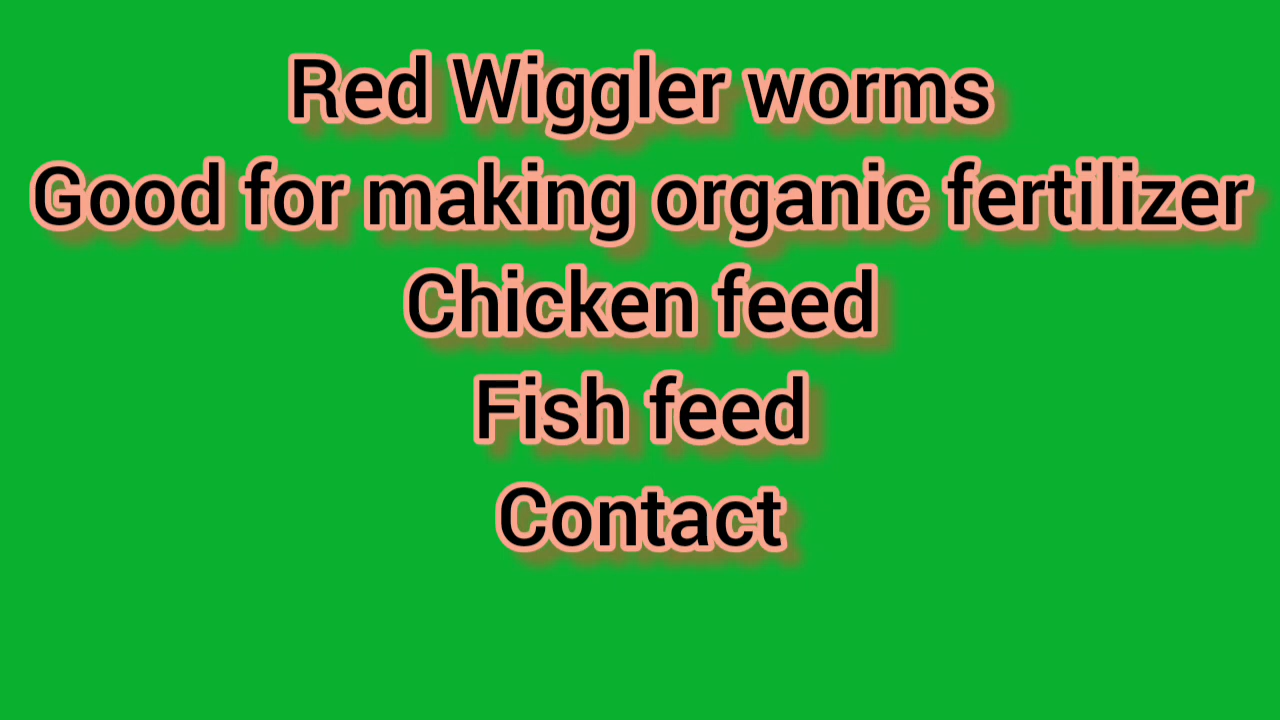 Red Wiggler worms
Good for making organic fertilizer
Chicken feed
Fish feed
Contact